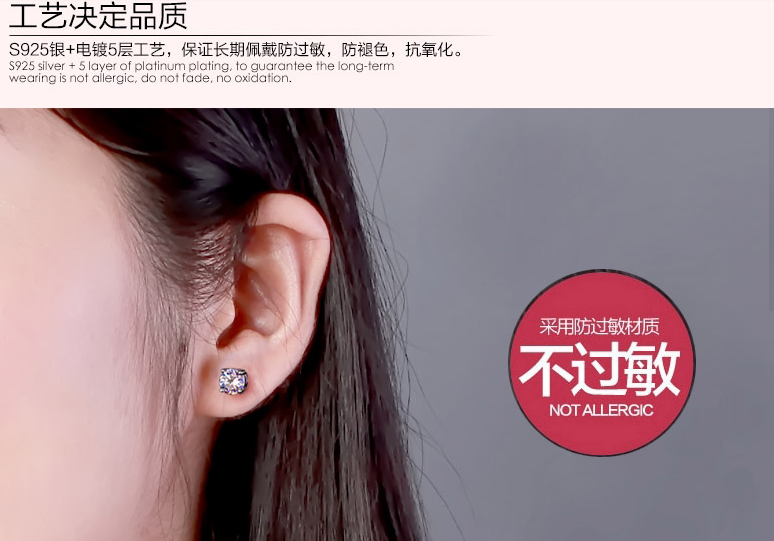 工艺决定品质
S925银+电镀5层工艺，保证长期佩戴防过敏，防褪色，抗氧化。
S925 silver + 5 layer of platinum plating, to guarantee the long-term
wearing is not allergic, do not fade, no oxidation.
采用防过敏材质
不过敏
NOT ALLERGIC